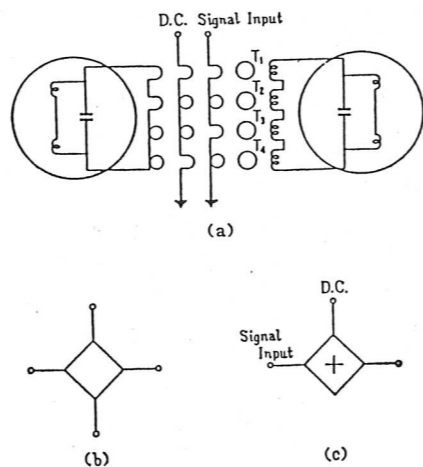 D.C. Signal Input
T1
T2
T3
T4
(a)
D.C.
Signal
Input
+
(b)
(c)